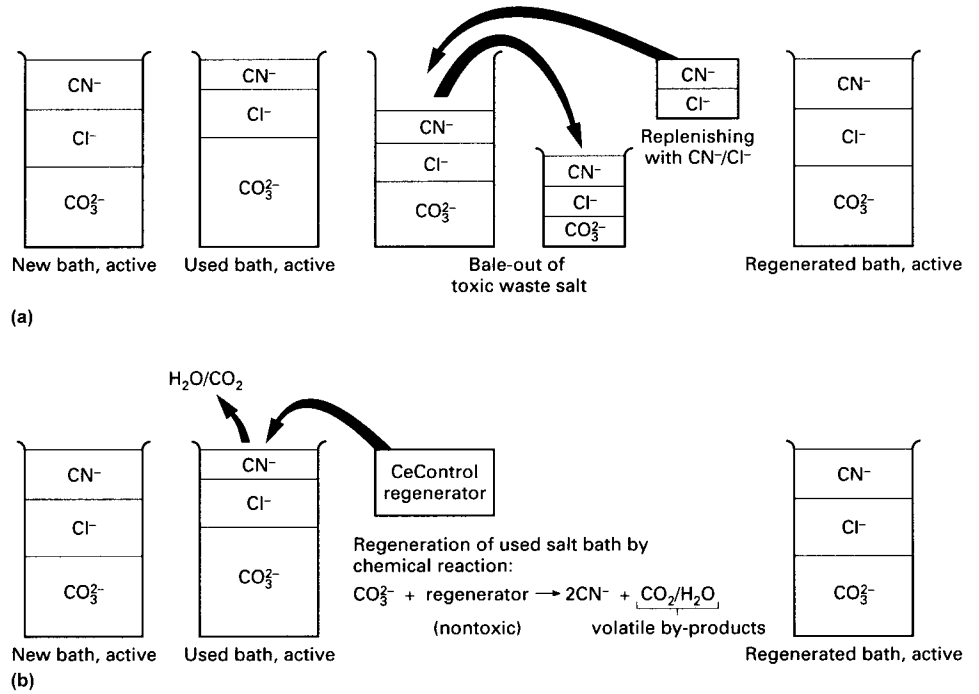 CN⁻
Cl⁻
CO₃²⁻
New bath, active
CN⁻
Cl⁻
CO₃²⁻
Used bath, active
CN⁻
Cl⁻
CO₃²⁻
CN⁻
Cl⁻
CO₃²⁻
Bale-out of
toxic waste salt
CN⁻
Cl⁻
Replenishing
with CN⁻/Cl⁻
CN⁻
Cl⁻
CO₃²⁻
Regenerated bath, active
(a)
H₂O/CO₂
CN⁻
Cl⁻
CO₃²⁻
New bath, active
CN⁻
Cl⁻
CO₃²⁻
Used bath, active
CeControl
regenerator
Regeneration of used salt bath by
chemical reaction:
CO₃²⁻ + regenerator → 2CN⁻ + CO₂/H₂O
(nontoxic) volatile by-products
CN⁻
Cl⁻
CO₃²⁻
Regenerated bath, active
(b)